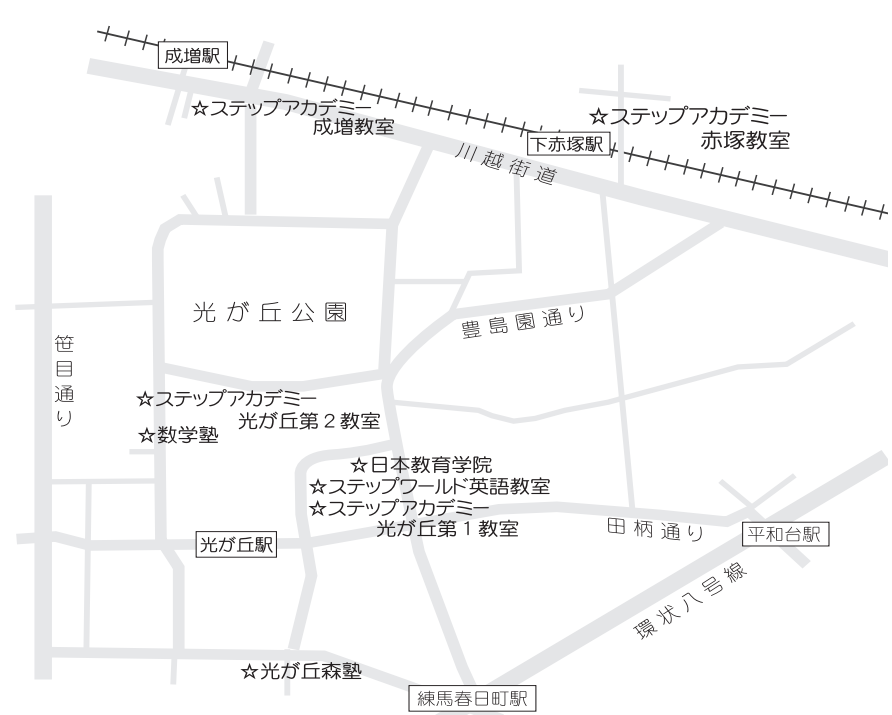 成増駅
☆ステップアカデミー
成増教室
☆ステップアカデミー
赤塚教室
下赤塚駅
川越街道
光が丘公園
豊島園通り
笹目通り
☆ステップアカデミー
光が丘第2教室
☆数学塾
☆日本教育学院
☆ステップワールド英語教室
☆ステップアカデミー
光が丘第1教室
光が丘駅
田柄通り
平和台駅
環状八号線
☆光が丘森塾
練馬春日町駅